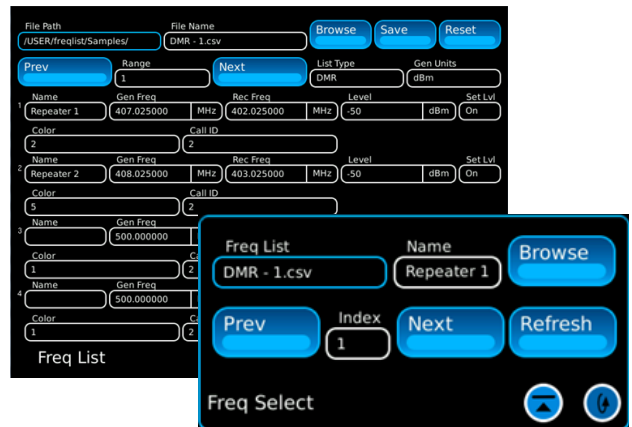 File Path File Name Browse Save Reset
/USER/freqlist/Samples/ DMR - 1.csv
Prev Range Next List Type Gen Units
1 DMR dBm
Name Gen Freq Rec Freq Level Set Lvl
1 Repeater 1 407.025000 MHz 402.025000 MHz -50 dBm On
Color Call ID
2 2
Name Gen Freq Rec Freq Level Set Lvl
2 Repeater 2 408.025000 MHz 403.025000 MHz -50 dBm On
Color Call ID
5 2
Name Gen Freq
3 500.000000
Color
1 2
Name Gen Freq
4 500.000000
Color
1 2
Freq List
Freq List Name Browse
DMR - 1.csv Repeater 1
Prev Index Next Refresh
1
Freq Select